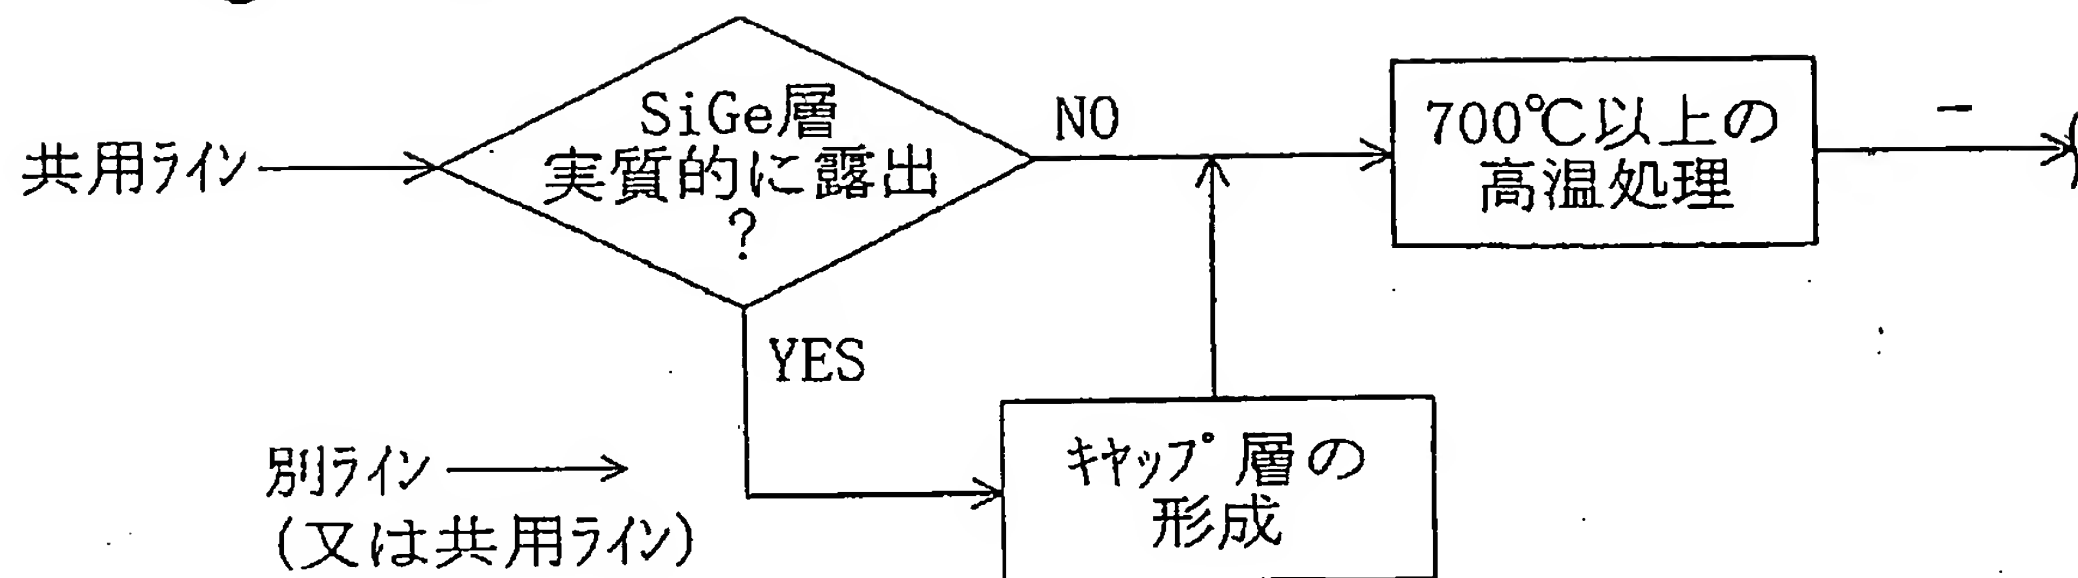 共用ライン
SiGe層
実質的に露出
?
NO
700℃以上の
高温処理
YES
別ライン
(又は共用ライン)
キャップ層の
形成